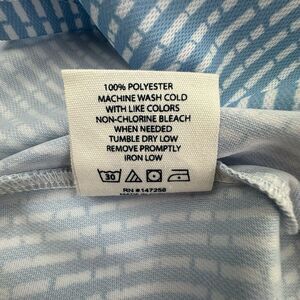 100% POLYESTER
MACHINE WASH COLD
WITH LIKE COLORS
NON-CHLORINE BLEACH
WHEN NEEDED
TUMBLE DRY LOW
REMOVE PROMPTLY
IRON LOW
30
RN #147258